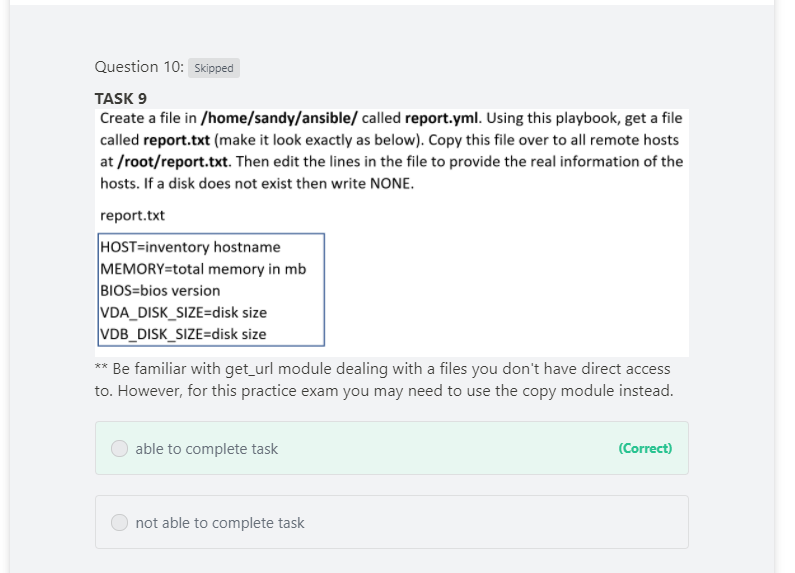 Question 10: Skipped
TASK 9
Create a file in /home/sandy/ansible/ called report.yml. Using this playbook, get a file
called report.txt (make it look exactly as below). Copy this file over to all remote hosts
at /root/report.txt. Then edit the lines in the file to provide the real information of the
hosts. If a disk does not exist then write NONE.
report.txt
HOST=inventory hostname
MEMORY=total memory in mb
BIOS=bios version
VDA_DISK_SIZE=disk size
VDB_DISK_SIZE=disk size
** Be familiar with get_url module dealing with a files you don't have direct access
to. However, for this practice exam you may need to use the copy module instead.
able to complete task (Correct)
not able to complete task